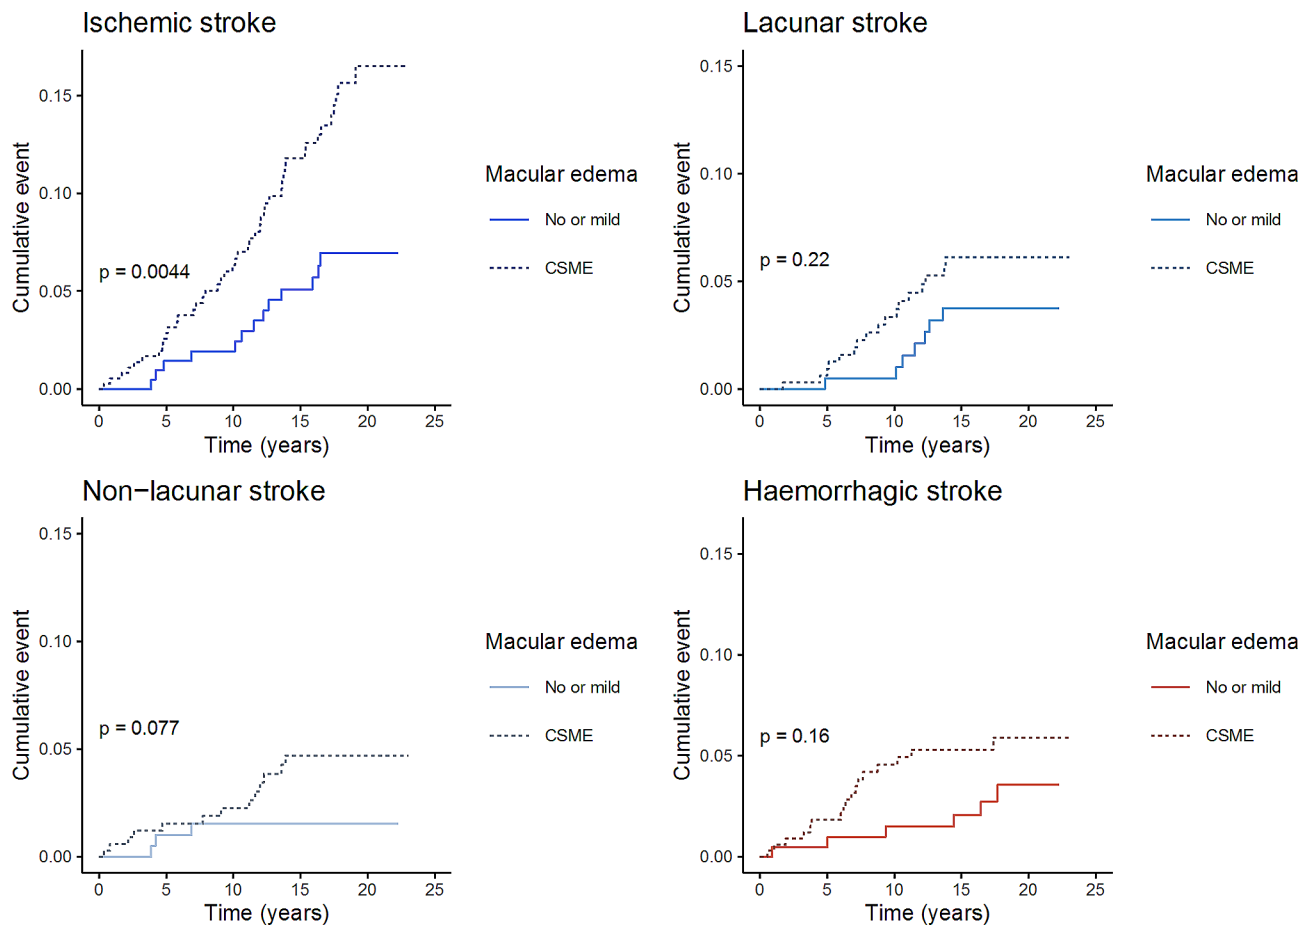 Ischemic stroke
Cumulative event
0.15
0.10
0.05
0.00
p = 0.0044
0 5 10 15 20 25
Time (years)
Macular edema
No or mild
CSME
Lacunar stroke
Cumulative event
0.15
0.10
0.05
0.00
p = 0.22
0 5 10 15 20 25
Time (years)
Macular edema
No or mild
CSME
Non−lacunar stroke
Cumulative event
0.15
0.10
0.05
0.00
p = 0.077
0 5 10 15 20 25
Time (years)
Macular edema
No or mild
CSME
Haemorrhagic stroke
Cumulative event
0.15
0.10
0.05
0.00
p = 0.16
0 5 10 15 20 25
Time (years)
Macular edema
No or mild
CSME